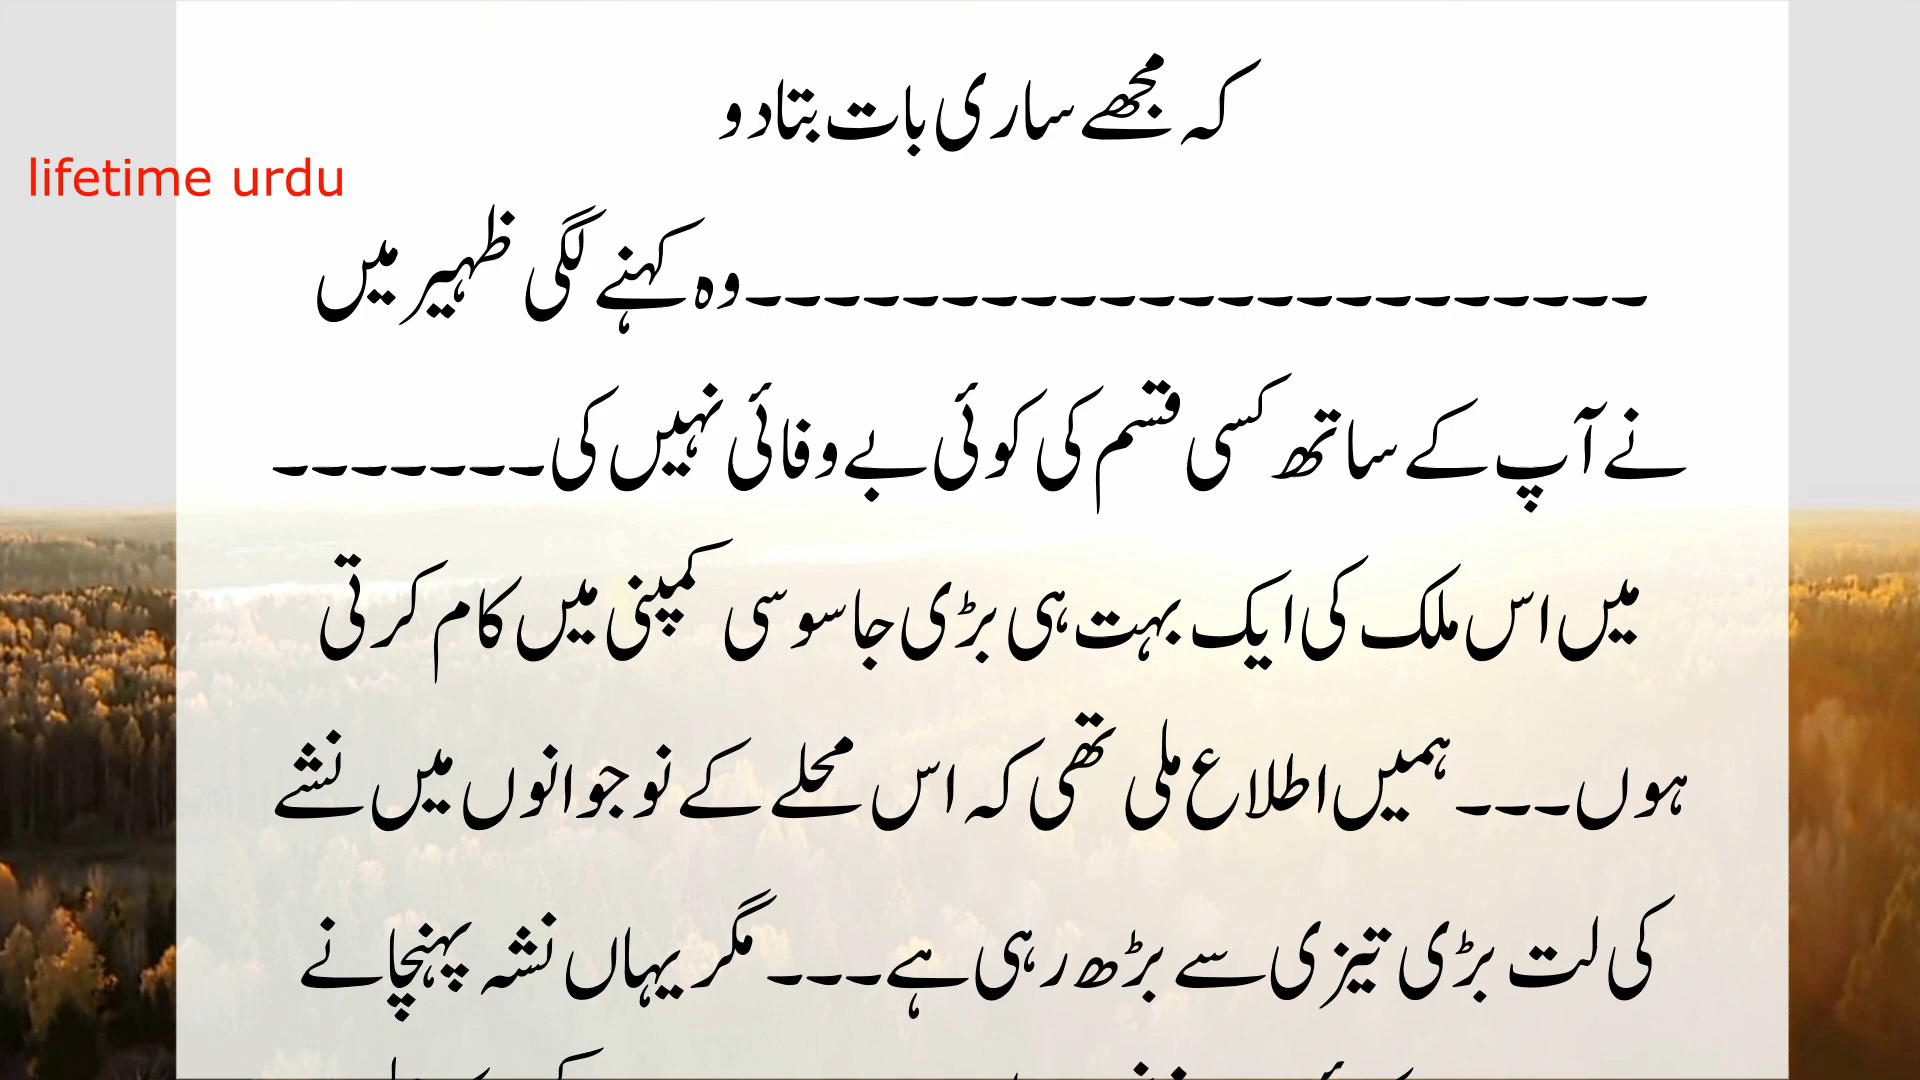 کہ مجھے ساری بات بتادو
lifetime urdu
۔۔۔۔۔۔۔۔۔۔۔۔۔۔۔۔۔۔۔۔۔۔۔وہ کہنے لگی ظہیر میں
نے آپ کے ساتھ کسی قسم کی کوئی بے وفائی نہیں کی۔۔۔۔۔۔۔
میں اس ملک کی ایک بہت ہی بڑی جاسوسی کمپنی میں کام کرتی
ہوں۔۔۔ ہمیں اطلاع ملی تھی کہ اس محلے کے نوجوانوں میں نشے
کی لت بڑی تیزی سے بڑھ رہی ہے۔۔۔ مگر یہاں نشہ پہنچانے